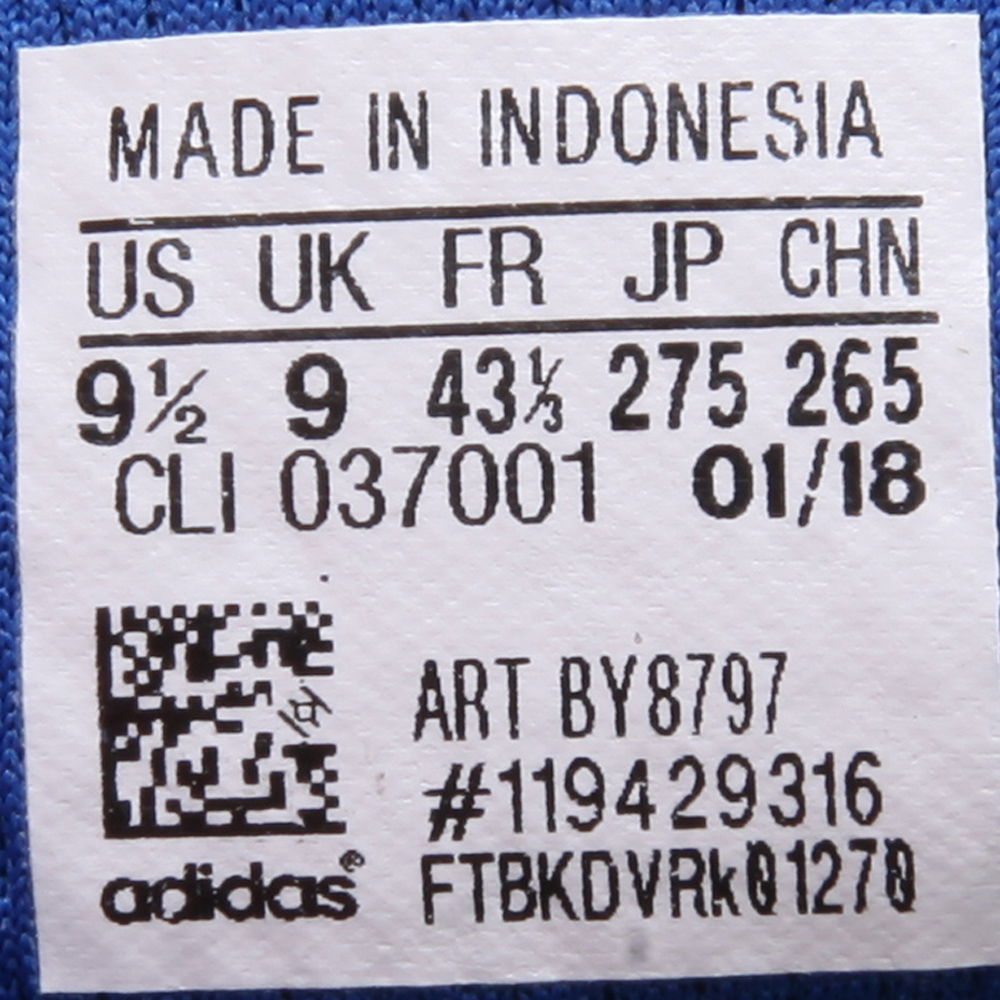 MADE IN INDONESIA
US UK FR JP CHN
9½ 9 43⅓ 275 265
CLI 037001 01/18
ART BY8797
#119429316
adidas® FTBKDVRk01270